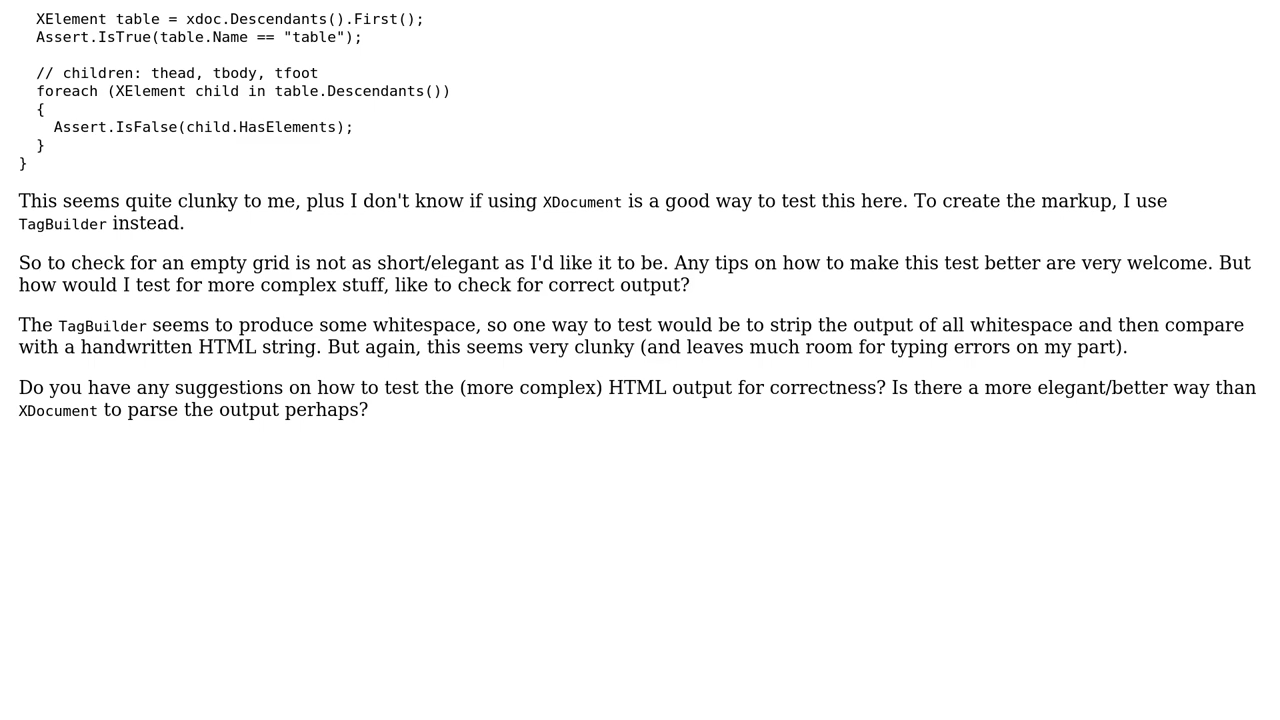 XElement table = xdoc.Descendants().First();
Assert.IsTrue(table.Name == "table");
// children: thead, tbody, tfoot
foreach (XElement child in table.Descendants())
{
Assert.IsFalse(child.HasElements);
}
}
This seems quite clunky to me, plus I don't know if using XDocument is a good way to test this here. To create the markup, I use
TagBuilder instead.
So to check for an empty grid is not as short/elegant as I'd like it to be. Any tips on how to make this test better are very welcome. But
how would I test for more complex stuff, like to check for correct output?
The TagBuilder seems to produce some whitespace, so one way to test would be to strip the output of all whitespace and then compare
with a handwritten HTML string. But again, this seems very clunky (and leaves much room for typing errors on my part).
Do you have any suggestions on how to test the (more complex) HTML output for correctness? Is there a more elegant/better way than
XDocument to parse the output perhaps?